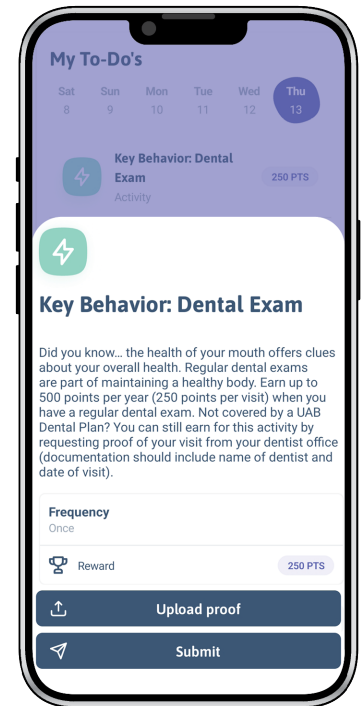 My To-Do's
Sat Sun Mon Tue Wed Thu
8 9 10 11 12 13
Key Behavior: Dental
Exam
250 PTS
Activity
Key Behavior: Dental Exam
Did you know... the health of your mouth offers clues
about your overall health. Regular dental exams
are part of maintaining a healthy body. Earn up to
500 points per year (250 points per visit) when you
have a regular dental exam. Not covered by a UAB
Dental Plan? You can still earn for this activity by
requesting proof of your visit from your dentist office
(documentation should include name of dentist and
date of visit).
Frequency
Once
Reward 250 PTS
Upload proof
Submit